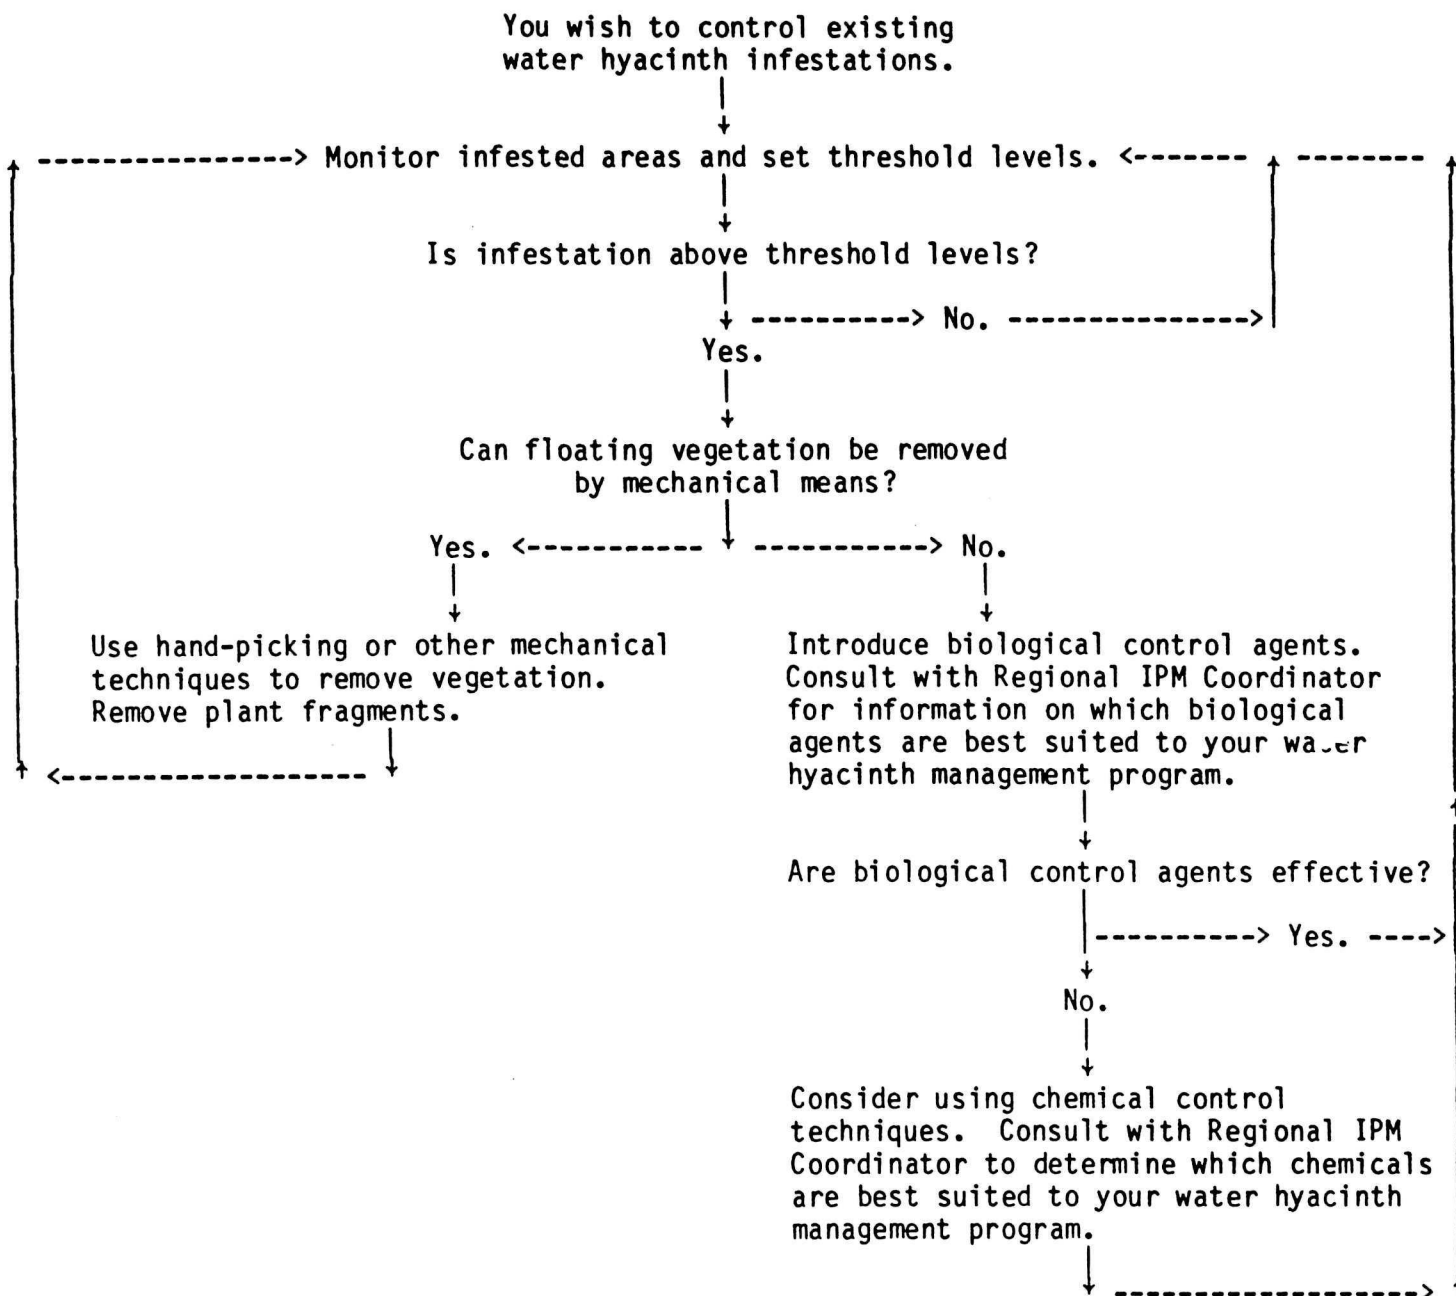 You wish to control existing
water hyacinth infestations.
Monitor infested areas and set threshold levels.
Is infestation above threshold levels?
No.
Yes.
Can floating vegetation be removed
by mechanical means?
Yes.
No.
Use hand-picking or other mechanical
techniques to remove vegetation.
Remove plant fragments.
Introduce biological control agents.
Consult with Regional IPM Coordinator
for information on which biological
agents are best suited to your
hyacinth management program.
Are biological control agents effective?
Yes.
No.
Consider using chemical control
techniques. Consult with Regional IPM
Coordinator to determine which chemicals
are best suited to your water hyacinth
management program.